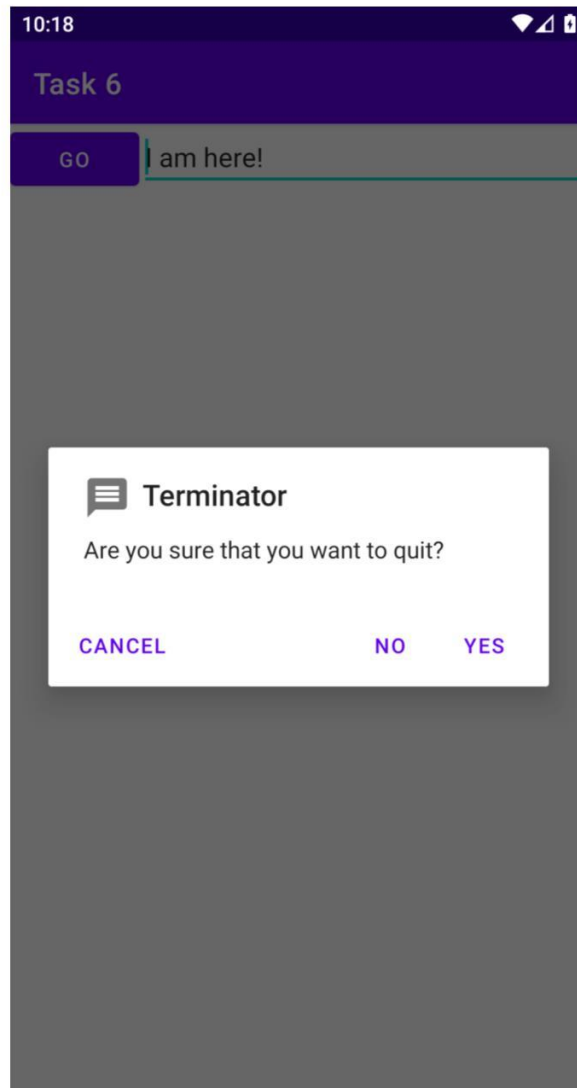 10:18
Task 6
GO I am here!
Terminator
Are you sure that you want to quit?
CANCEL NO YES